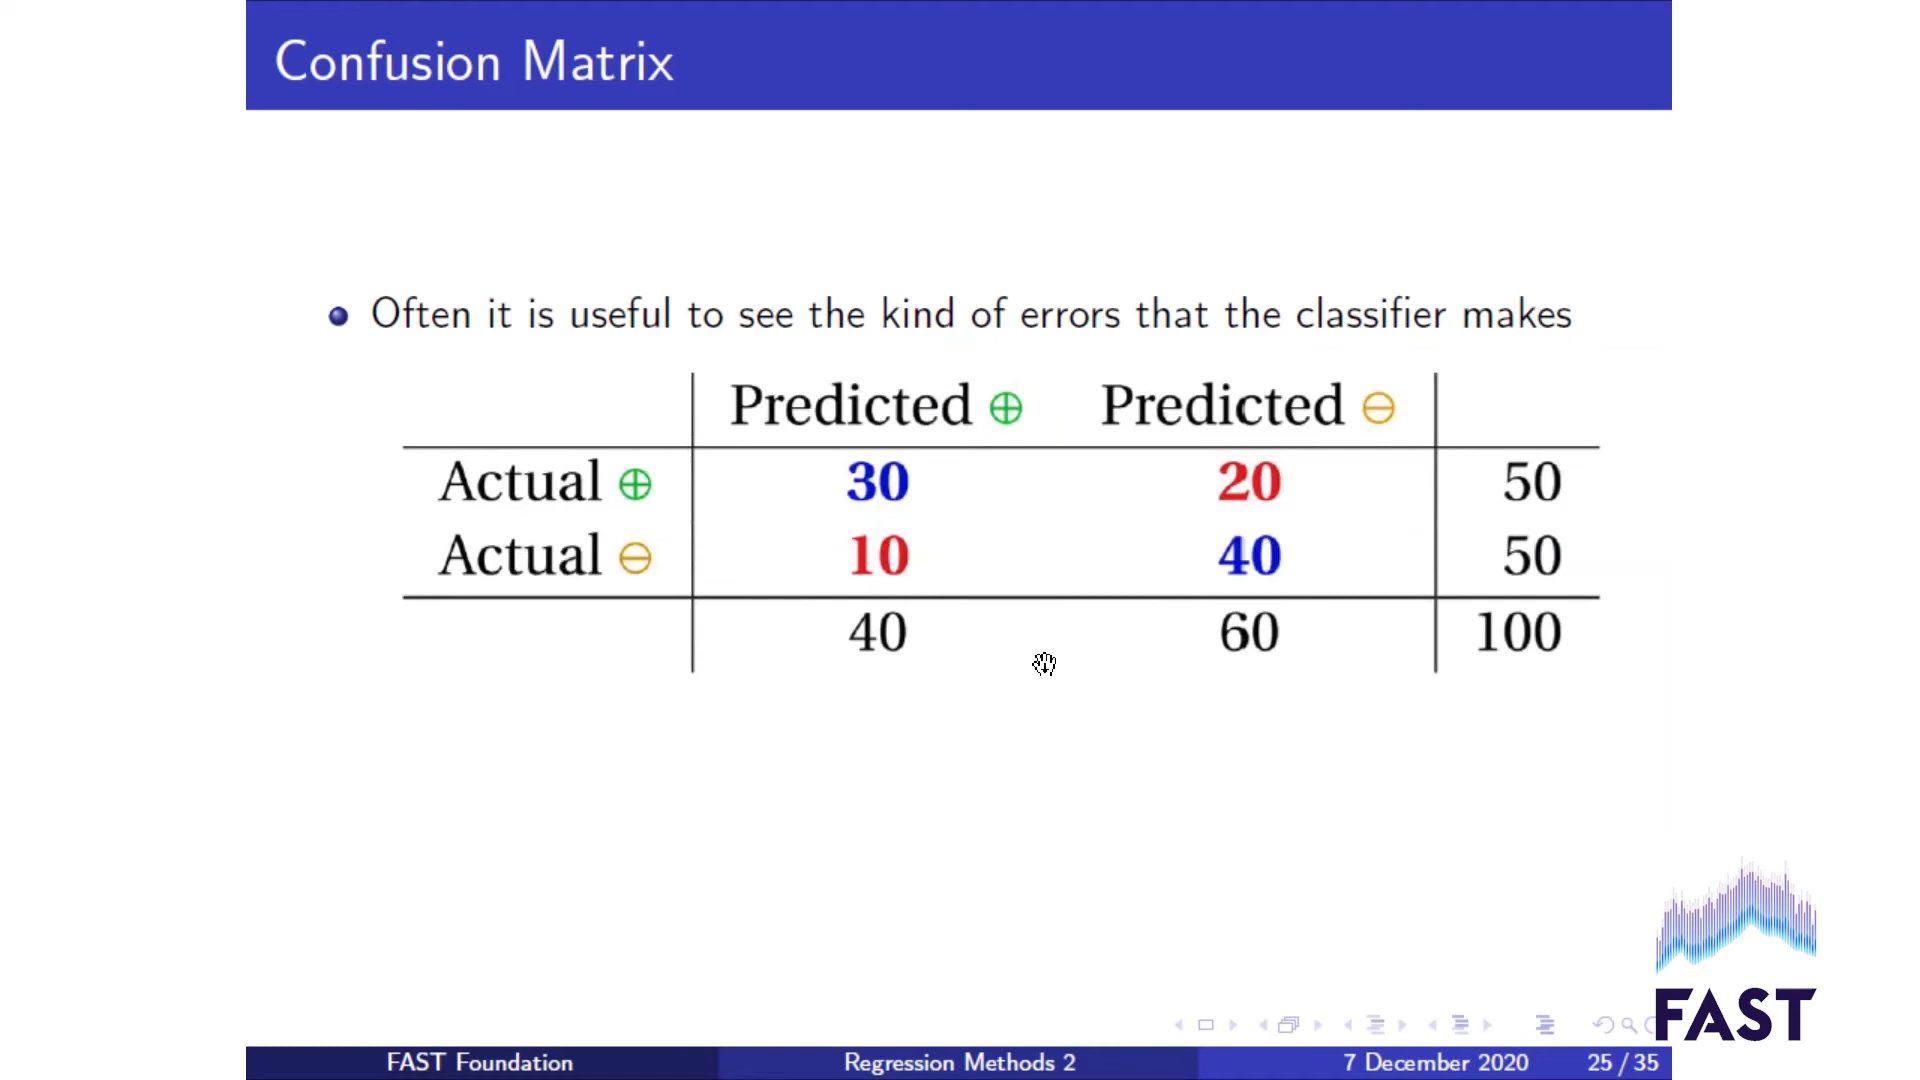 Confusion Matrix
Often it is useful to see the kind of errors that the classifier makes
Predicted ⊕ Predicted ⊖
Actual ⊕ 30 20 50
Actual ⊖ 10 40 50
40 60 100
FAST
FAST Foundation Regression Methods 2 7 December 2020 25 / 35